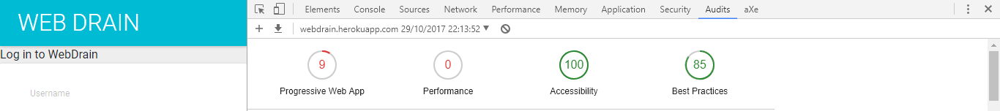 WEB DRAIN
Log in to WebDrain
Username
Elements Console Sources Network Performance Memory Application Security Audits aXe
webdrain.herokuapp.com 29/10/2017 22:13:52
9 0 100 85
Progressive Web App Performance Accessibility Best Practices